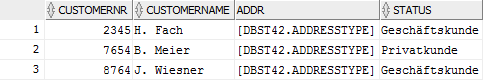 CUSTOMERNR CUSTOMERNAME ADDR STATUS
1 2345 H. Fach [DBST42.ADDRESSTYPE] Geschäftskunde
2 7654 B. Meier [DBST42.ADDRESSTYPE] Privatkunde
3 8764 J. Wiesner [DBST42.ADDRESSTYPE] Geschäftskunde